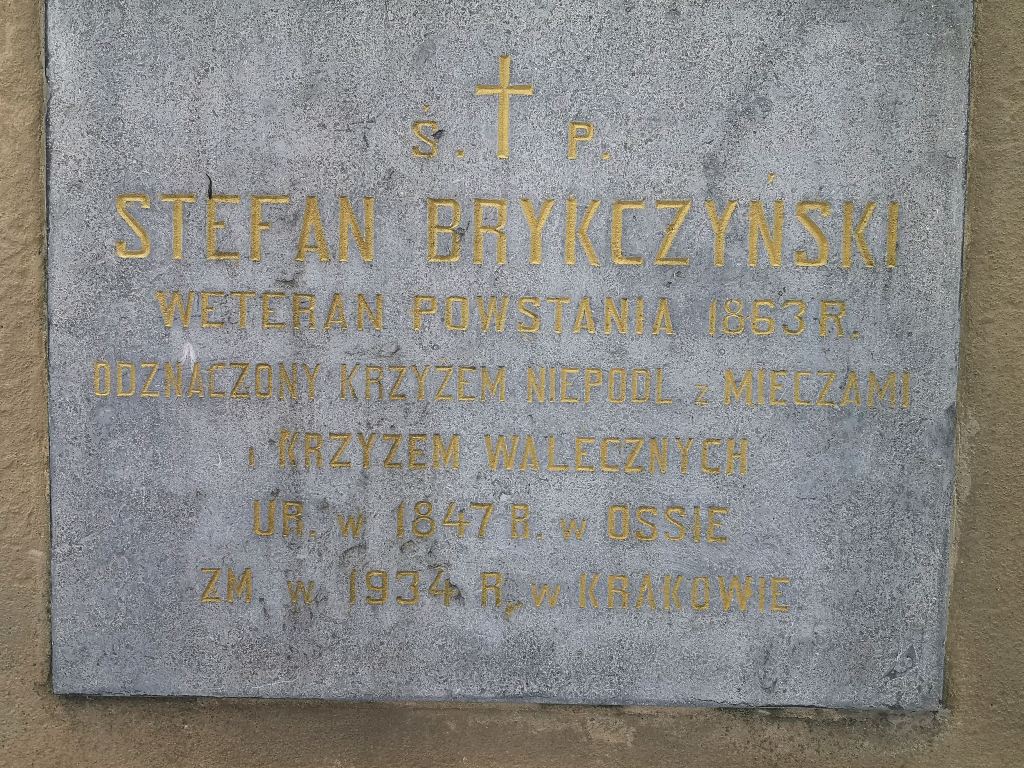 Ś. P.
STEFAN BRYKCZYŃSKI
WETERAN POWSTANIA 1863 R.
ODZNACZONY KRZYŻEM NIEPODL z MIECZAMI
i KRZYŻEM WALECZNYCH
UR. w 1847 R. w OSSIE
ZM. w 1934 R. w KRAKOWIE